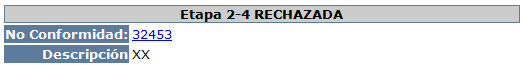 Etapa 2-4 RECHAZADA
No Conformidad: 32453
Descripción XX